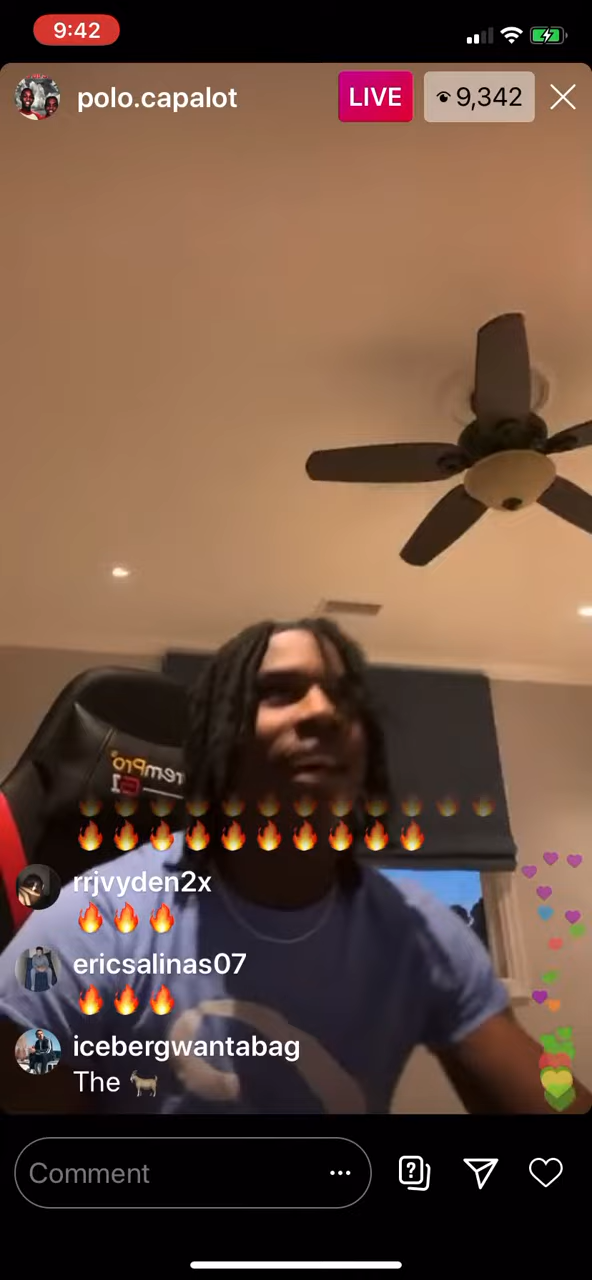 9:42
polo.capalot
LIVE
9,342
🔥🔥🔥🔥🔥🔥🔥🔥🔥🔥🔥🔥
🔥🔥🔥🔥🔥🔥🔥🔥🔥🔥
rrjvyden2x
🔥🔥🔥
ericsalinas07
🔥🔥🔥
icebergwantabag
The 🐐
Comment